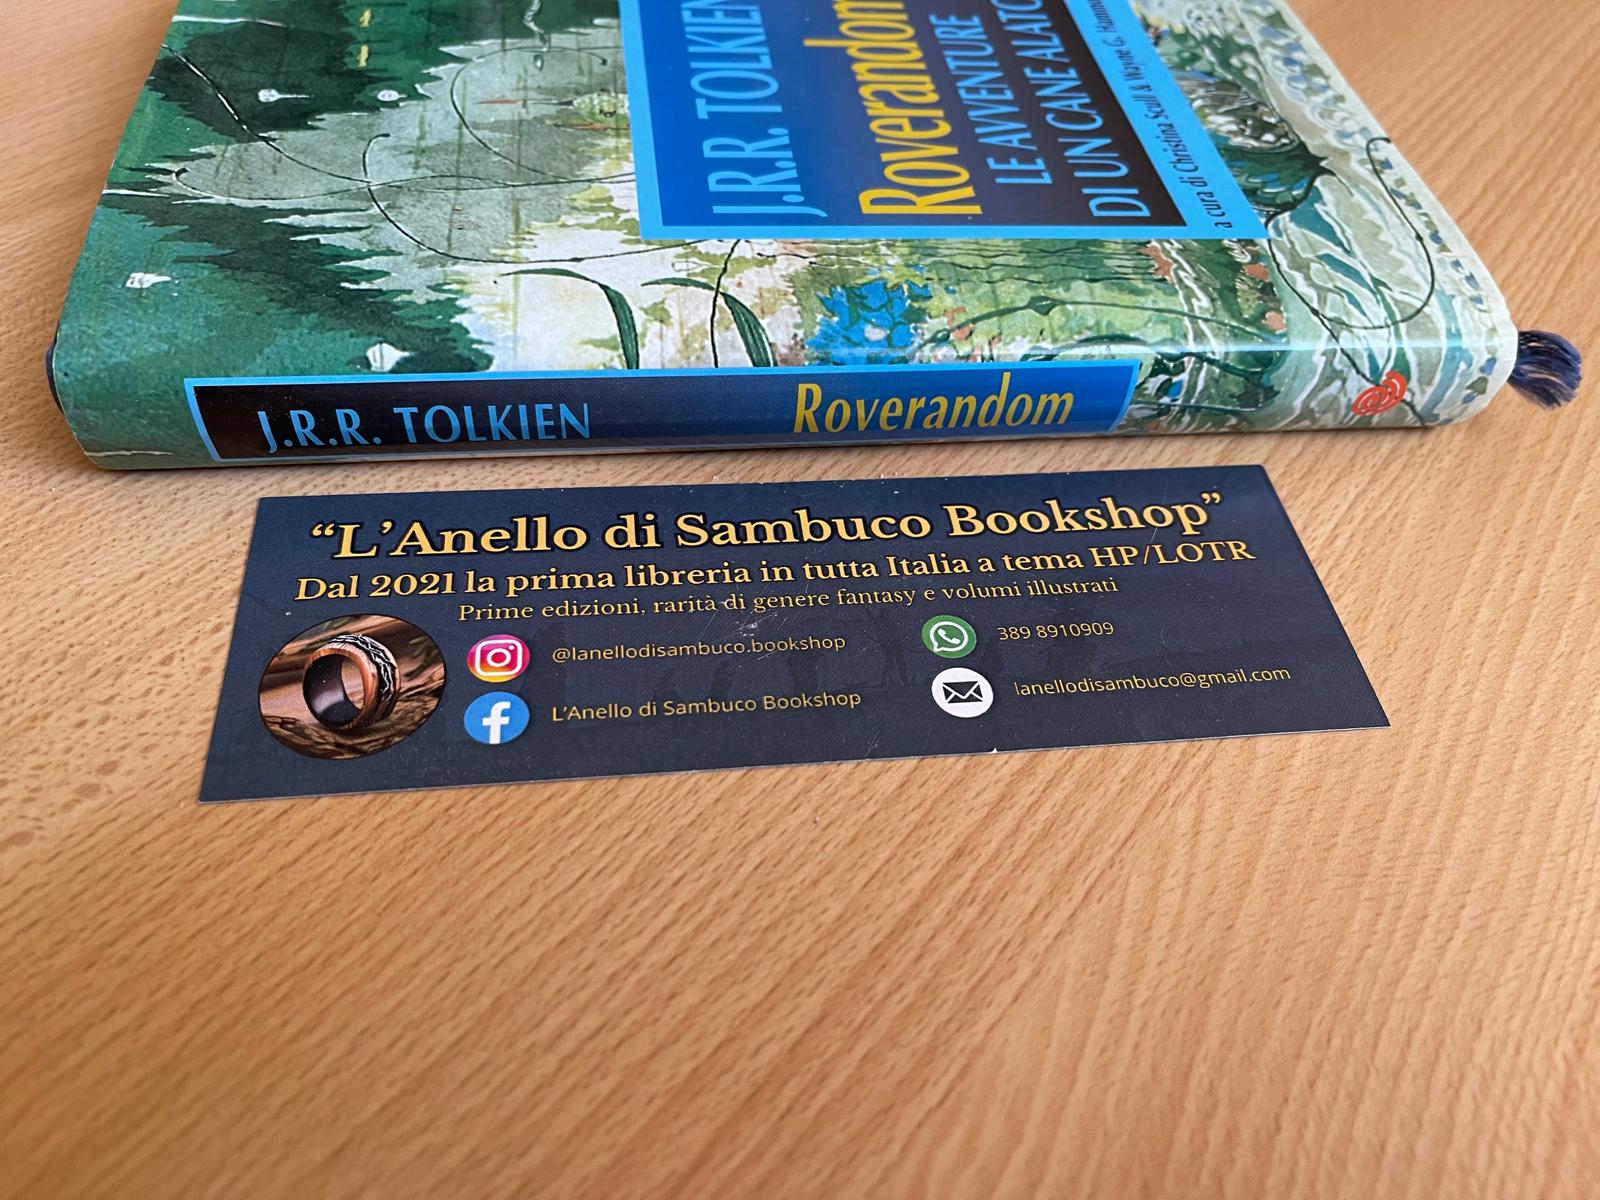 J.R.R. TOLKIEN
Roverandom
LE AVVENTURE
DI UN CANE ALATO
a cura di Christina Scull & Wayne G.
J.R.R. TOLKIEN
Roverandom
“L’Anello di Sambuco Bookshop”
Dal 2021 la prima libreria in tutta Italia a tema HP/LOTR
Prime edizioni, rarità di genere fantasy e volumi illustrati
@lanellodisambuco.bookshop
389 8910909
L’Anello di Sambuco Bookshop
lanellodisambuco@gmail.com